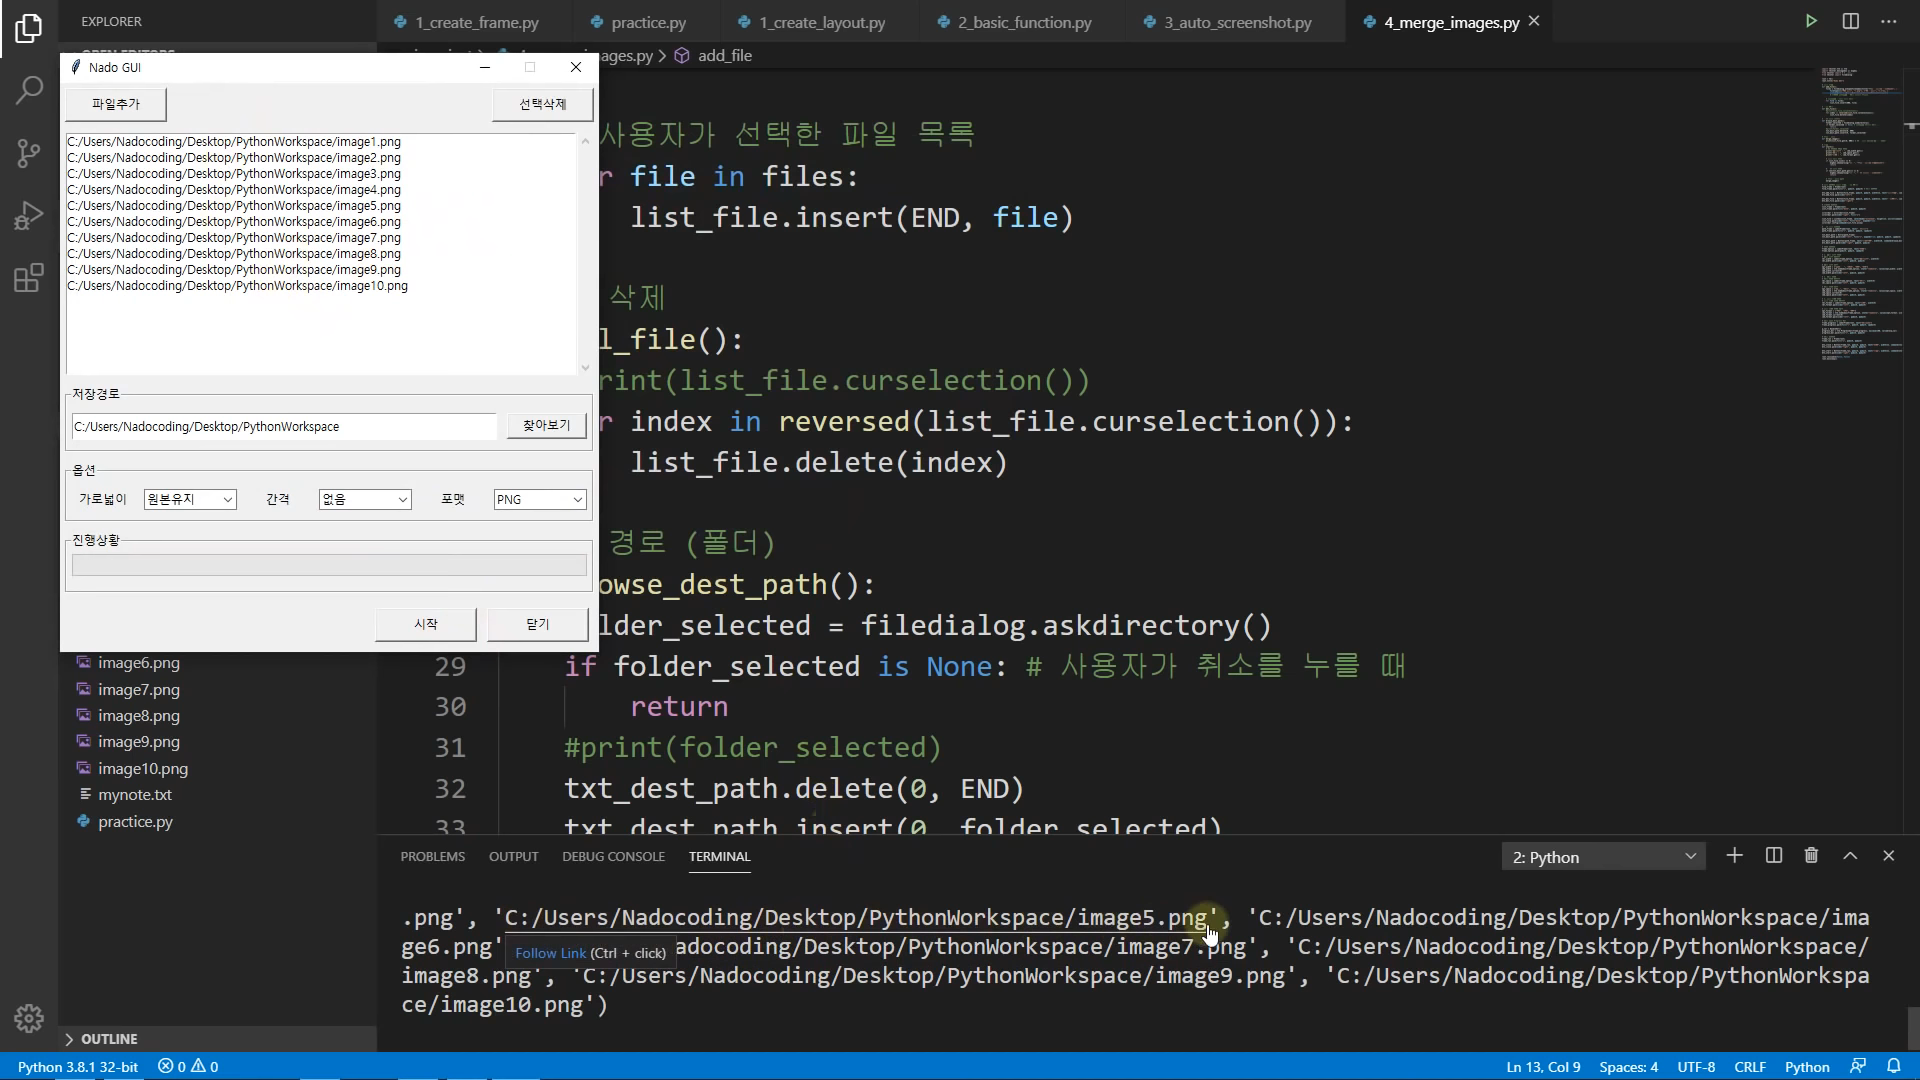 EXPLORER
1_create_frame.py
practice.py
1_create_layout.py
2_basic_function.py
3_auto_screenshot.py
4_merge_images.py
ages.py > add_file
Nado GUI
파일추가
선택삭제
C:/Users/Nadocoding/Desktop/PythonWorkspace/image1.png
C:/Users/Nadocoding/Desktop/PythonWorkspace/image2.png
C:/Users/Nadocoding/Desktop/PythonWorkspace/image3.png
C:/Users/Nadocoding/Desktop/PythonWorkspace/image4.png
C:/Users/Nadocoding/Desktop/PythonWorkspace/image5.png
C:/Users/Nadocoding/Desktop/PythonWorkspace/image6.png
C:/Users/Nadocoding/Desktop/PythonWorkspace/image7.png
C:/Users/Nadocoding/Desktop/PythonWorkspace/image8.png
C:/Users/Nadocoding/Desktop/PythonWorkspace/image9.png
C:/Users/Nadocoding/Desktop/PythonWorkspace/image10.png
저장경로
C:/Users/Nadocoding/Desktop/PythonWorkspace
찾아보기
옵션
가로넓이 원본유지 간격 없음 포맷 PNG
진행상황
시작
닫기
사용자가 선택한 파일 목록
r file in files:
list_file.insert(END, file)
삭제
l_file():
rint(list_file.curselection())
r index in reversed(list_file.curselection()):
list_file.delete(index)
경로 (폴더)
owse_dest_path():
lder_selected = filedialog.askdirectory()
29 if folder_selected is None: # 사용자가 취소를 누를 때
30 return
31 #print(folder_selected)
32 txt_dest_path.delete(0, END)
33 txt_dest_path.insert(0, folder_selected)
image6.png
image7.png
image8.png
image9.png
image10.png
mynote.txt
practice.py
OUTLINE
PROBLEMS OUTPUT DEBUG CONSOLE TERMINAL
2: Python
.png', 'C:/Users/Nadocoding/Desktop/PythonWorkspace/image5.png', 'C:/Users/Nadocoding/Desktop/PythonWorkspace/ima
ge6.png' adocoding/Desktop/PythonWorkspace/image7.png', 'C:/Users/Nadocoding/Desktop/PythonWorkspace/
Follow Link (Ctrl + click)
image8.png', 'C:/Users/Nadocoding/Desktop/PythonWorkspace/image9.png', 'C:/Users/Nadocoding/Desktop/PythonWorkspa
ce/image10.png')
Python 3.8.1 32-bit 0 0
Ln 13, Col 9 Spaces: 4 UTF-8 CRLF Python